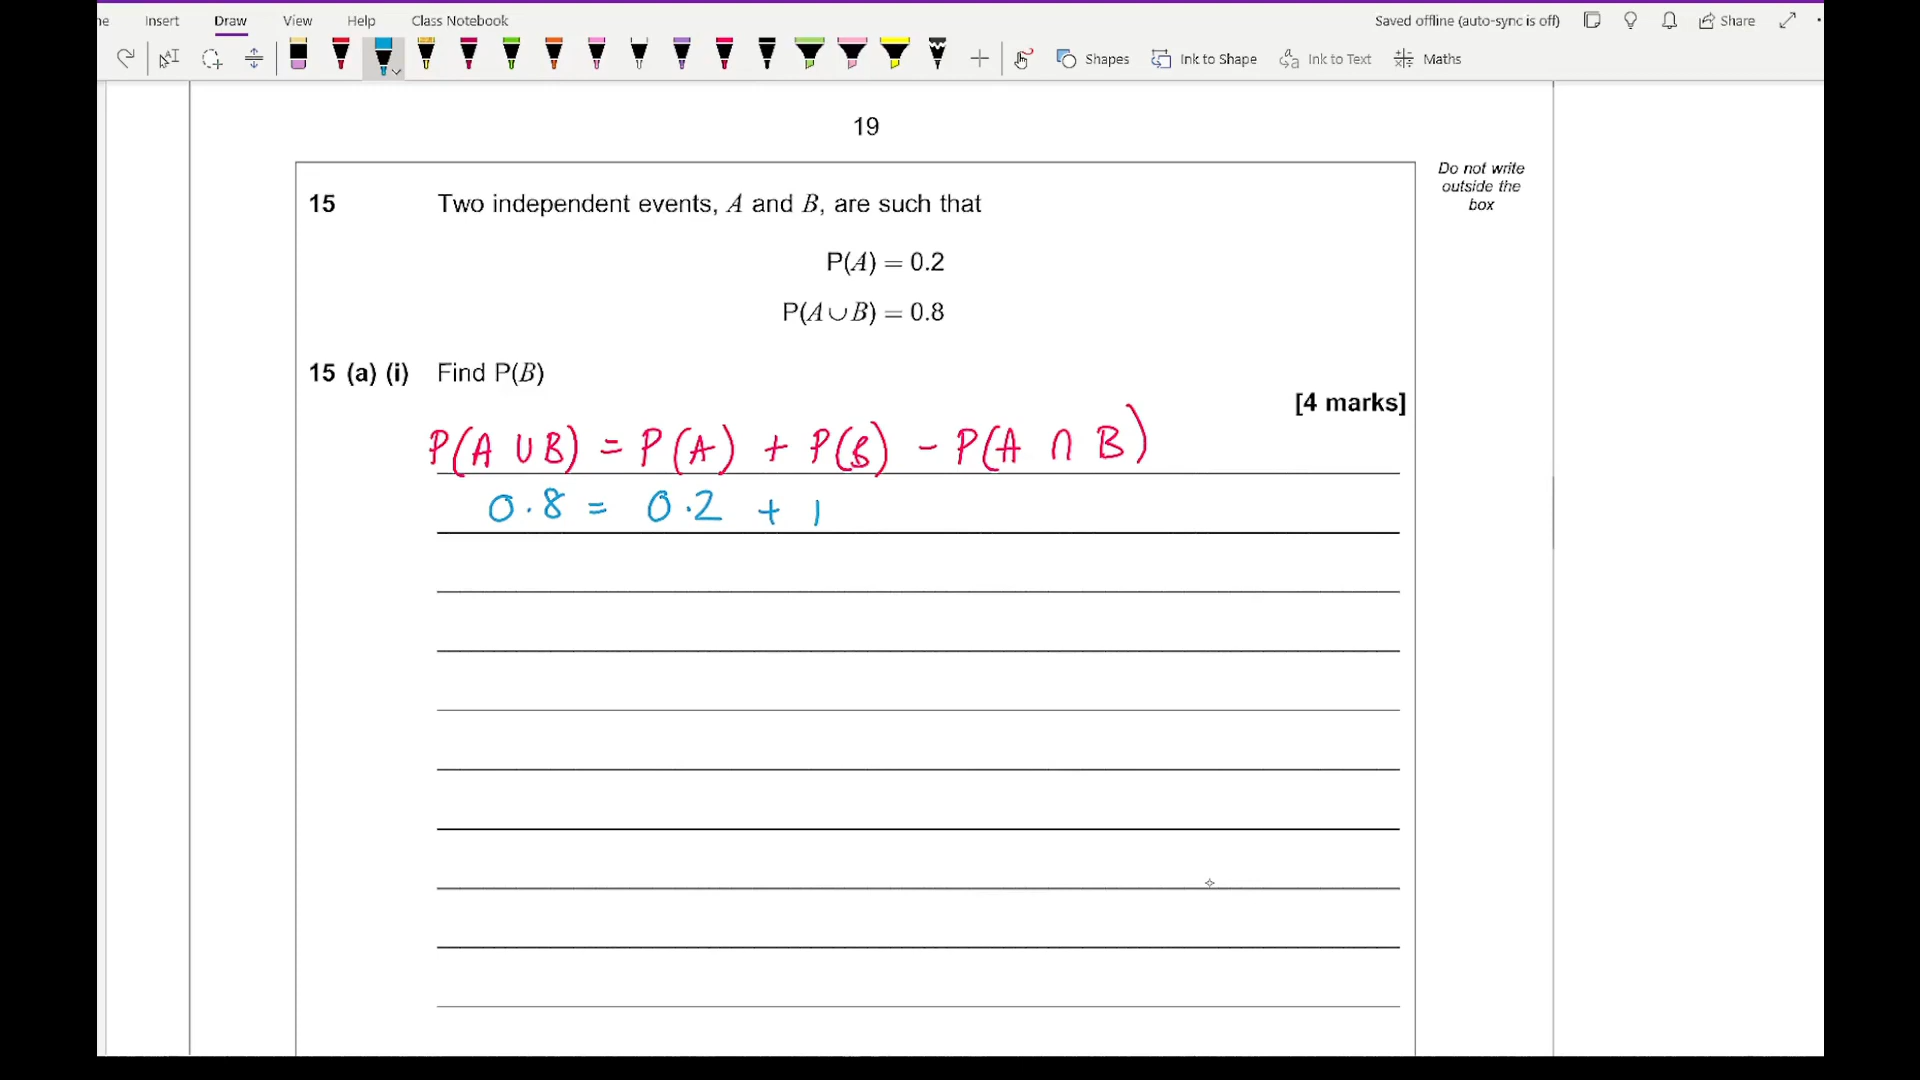 Insert Draw View Help Class Notebook Saved offline (auto-sync is off) Share
Shapes Ink to Shape Ink to Text Maths
19
Do not write
outside the
box
15 Two independent events, A and B, are such that
P(A) = 0.2
P(A∪B) = 0.8
15 (a) (i) Find P(B)
[4 marks]
P(A ∪ B) = P(A) + P(B) - P(A ∩ B)
0.8 = 0.2 +